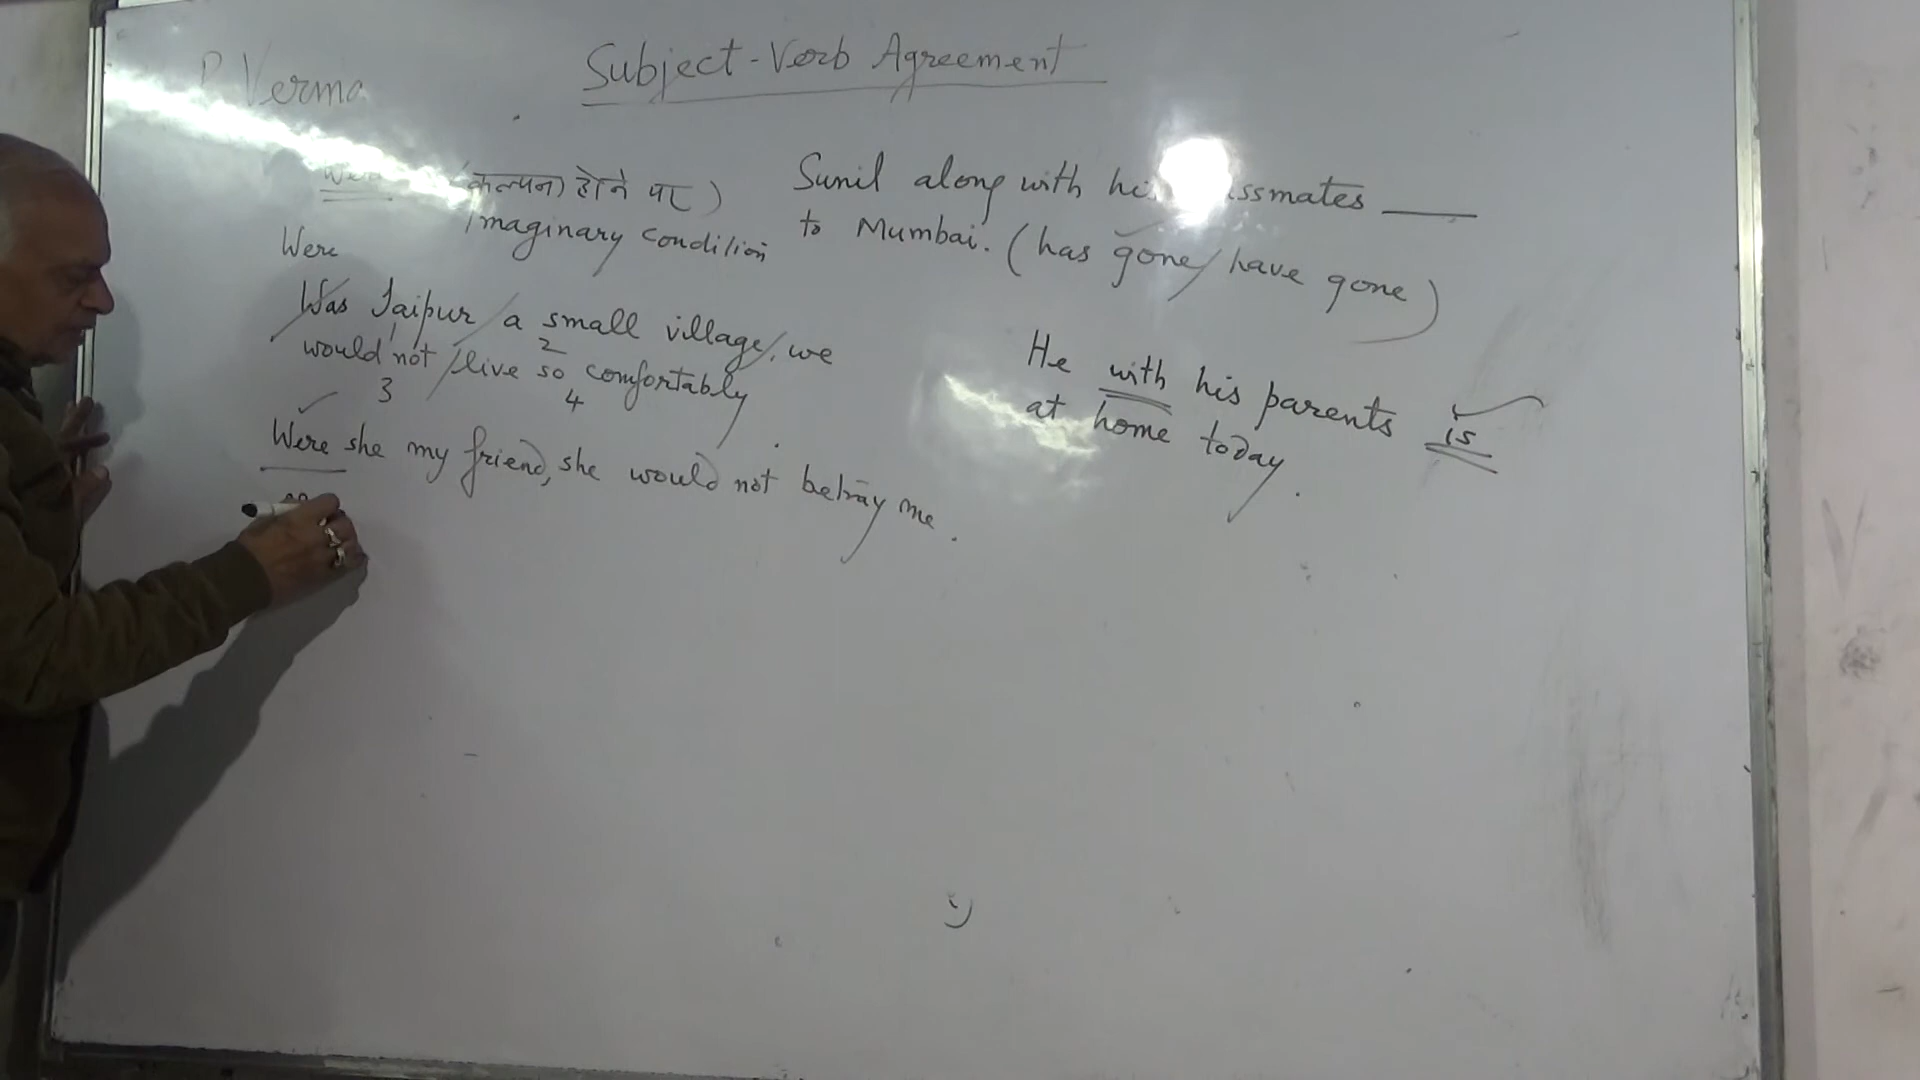 Subject-Verb Agreement
P Verma
Were (कल्पना होने पर)
Imaginary condition
Were
Was Jaipur / a small village / , we
1 2
would not / live so comfortably
3 4
Were she my friend, she would not betray me.
Sunil along with his ssmates ____
to Mumbai. (has gone / have gone)
He with his parents is
at home today.